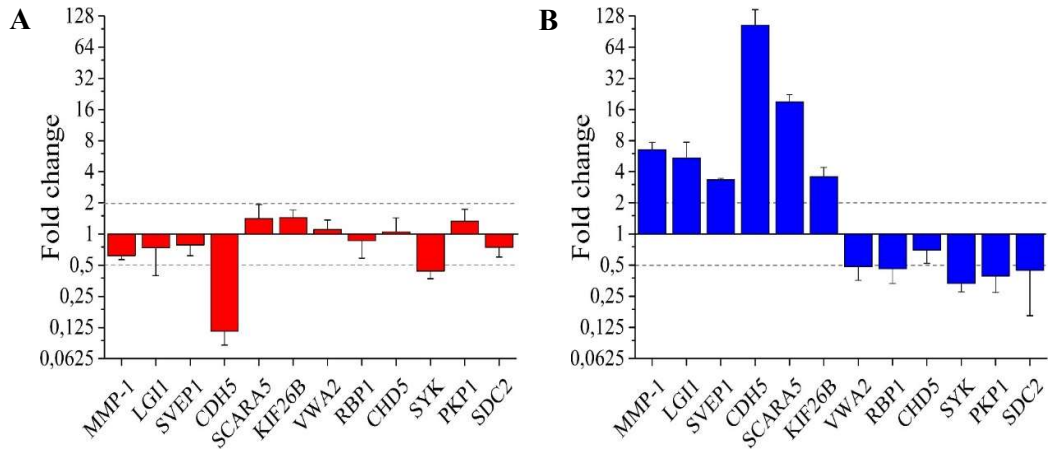 A
Fold change
128
64
32
16
8
4
2
1
0,5
0,25
0,125
0,0625
MMP-1
LGI1
SVEP1
CDH5
SCARA5
KIF26B
VWA2
RBP1
CHD5
SYK
PKP1
SDC2
B
Fold change
128
64
32
16
8
4
2
1
0,5
0,25
0,125
0,0625
MMP-1
LGI1
SVEP1
CDH5
SCARA5
KIF26B
VWA2
RBP1
CHD5
SYK
PKP1
SDC2